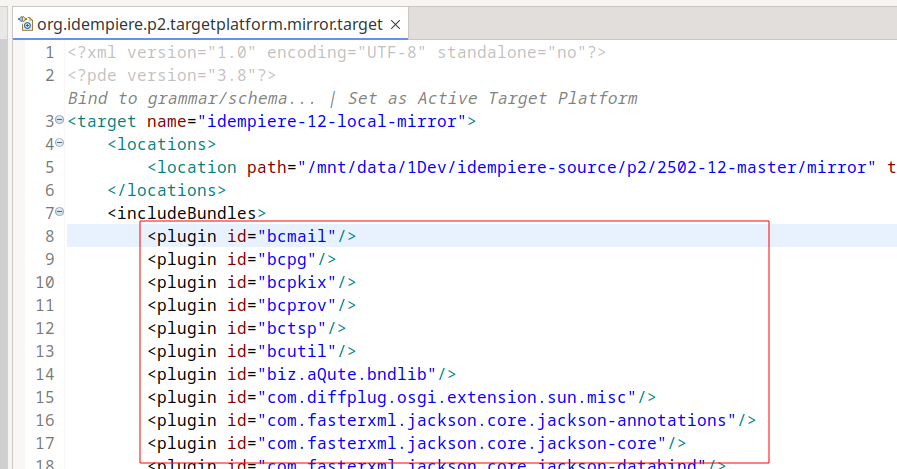 org.idempiere.p2.targetplatform.mirror.target
1 <?xml version="1.0" encoding="UTF-8" standalone="no"?>
2 <?pde version="3.8"?>
Bind to grammar/schema... | Set as Active Target Platform
3 <target name="idempiere-12-local-mirror">
4 <locations>
5 <location path="/mnt/data/1Dev/idempiere-source/p2/2502-12-master/mirror" t
6 </locations>
7 <includeBundles>
8 <plugin id="bcmail"/>
9 <plugin id="bcpg"/>
10 <plugin id="bcpkix"/>
11 <plugin id="bcprov"/>
12 <plugin id="bctsp"/>
13 <plugin id="bcutil"/>
14 <plugin id="biz.aQute.bndlib"/>
15 <plugin id="com.diffplug.osgi.extension.sun.misc"/>
16 <plugin id="com.fasterxml.jackson.core.jackson-annotations"/>
17 <plugin id="com.fasterxml.jackson.core.jackson-core"/>
18 <plugin id="com.fasterxml.jackson.core.jackson-databind"/>